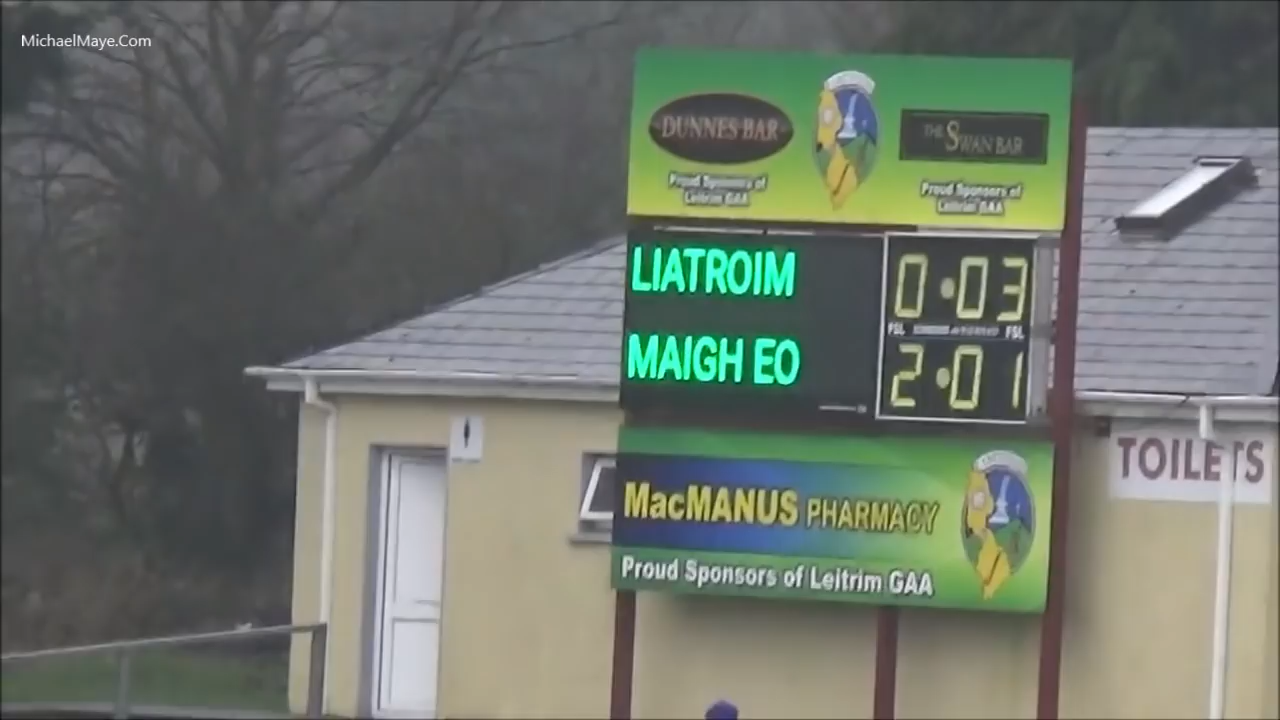 MichaelMaye.Com
DUNNES BAR
Proud Sponsors of
Leitrim GAA
THE SWAN BAR
Proud Sponsors of
Leitrim GAA
LIATROIM 0·03
FSL FSL
MAIGH EO 2·01
MacMANUS PHARMACY
Proud Sponsors of Leitrim GAA
TOILETS